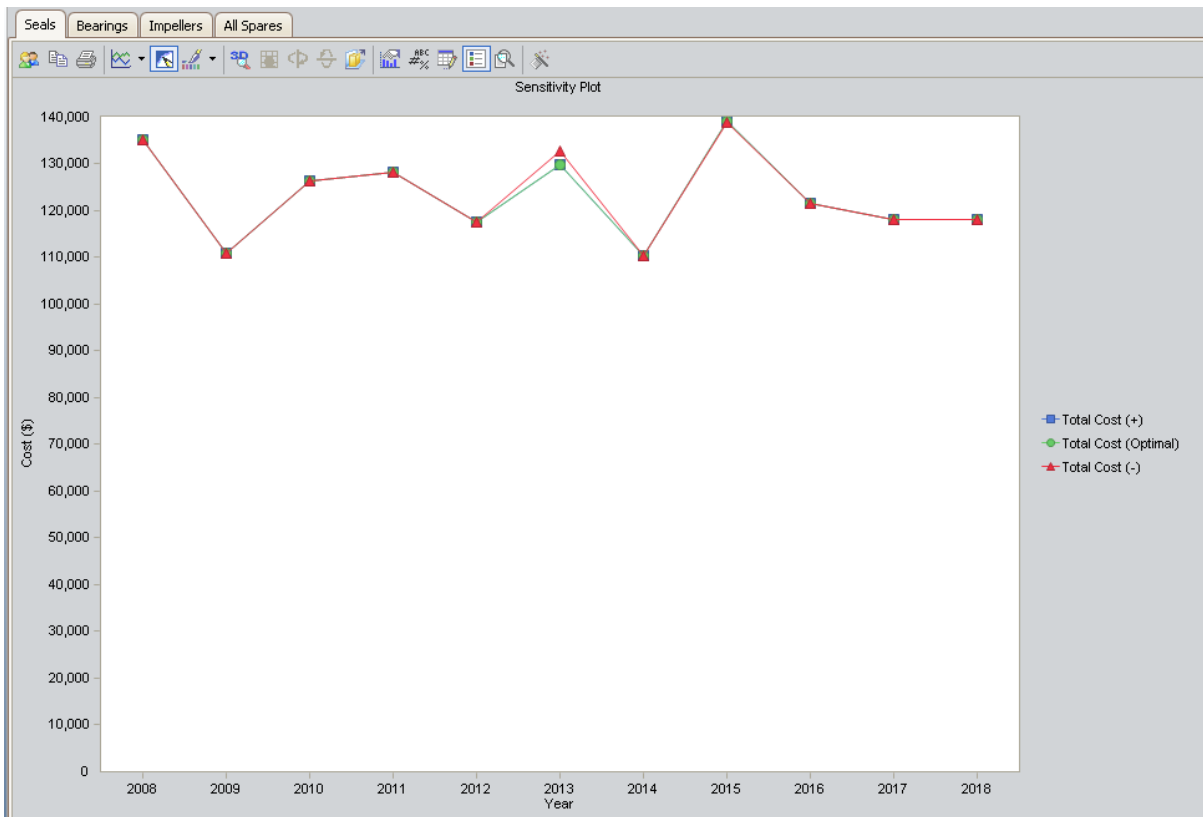 Seals Bearings Impellers All Spares
3D ABC #%
Sensitivity Plot
140,000
130,000
120,000
110,000
100,000
90,000
80,000
70,000
60,000
50,000
40,000
30,000
20,000
10,000
0
Cost ($)
2008 2009 2010 2011 2012 2013 2014 2015 2016 2017 2018
Year
Total Cost (+)
Total Cost (Optimal)
Total Cost (-)